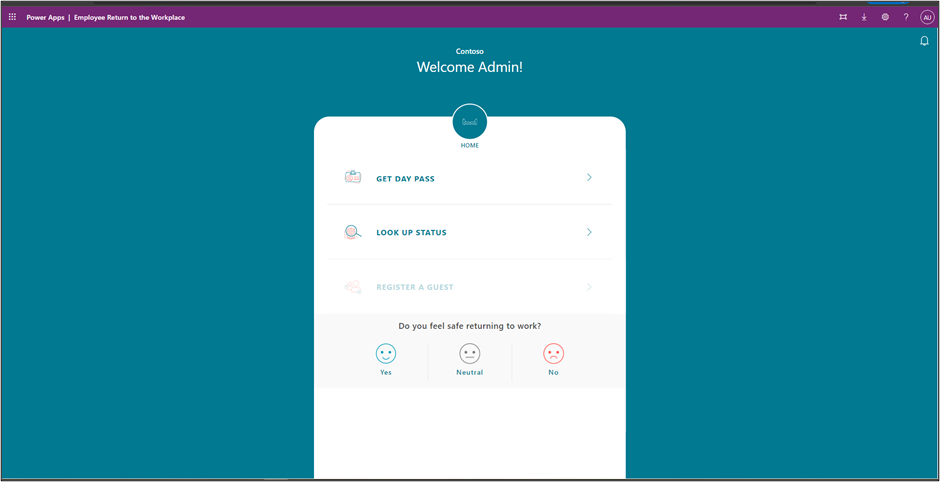 Power Apps | Employee Return to the Workplace
? AU
Contoso
Welcome Admin!
HOME
GET DAY PASS
LOOK UP STATUS
REGISTER A GUEST
Do you feel safe returning to work?
Yes Neutral No